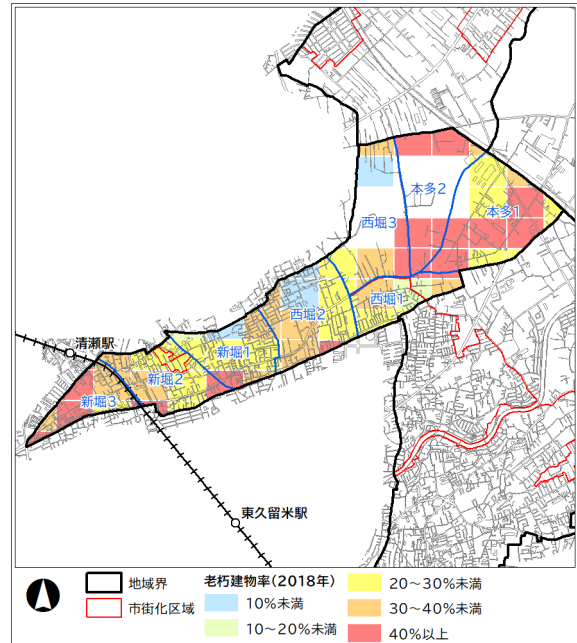 本多2
本多1
西堀3
西堀1
西堀2
清瀬駅
新堀1
新堀2
新堀3
東久留米駅
地域界
市街化区域
老朽建物率(2018年)
10%未満
10～20%未満
20～30%未満
30～40%未満
40%以上